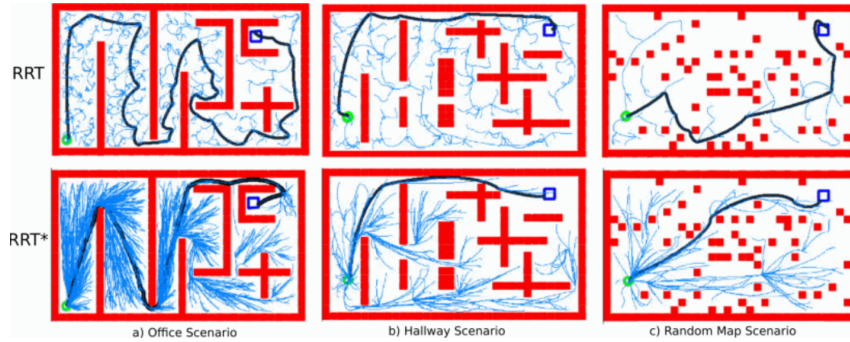 RRT
RRT*
a) Office Scenario
b) Hallway Scenario
c) Random Map Scenario